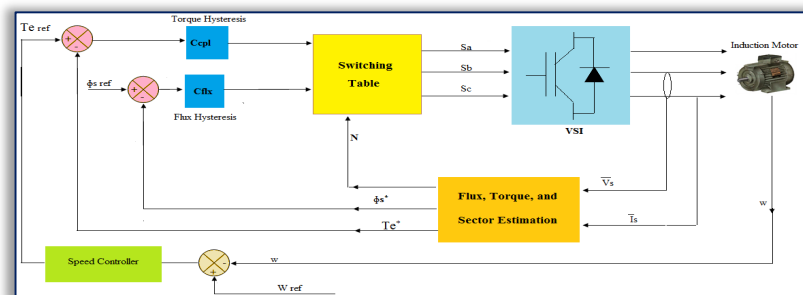 Torque Hysteresis
Te ref
+
-
Ccpl
Switching
Table
Sa
Sb
Sc
Induction Motor
ϕs ref
+
-
Cflx
Flux Hysteresis
VSI
N
V̅s
ϕs*
Flux, Torque, and
Sector Estimation
w
Te*
I̅s
Speed Controller
-
+
w
W ref